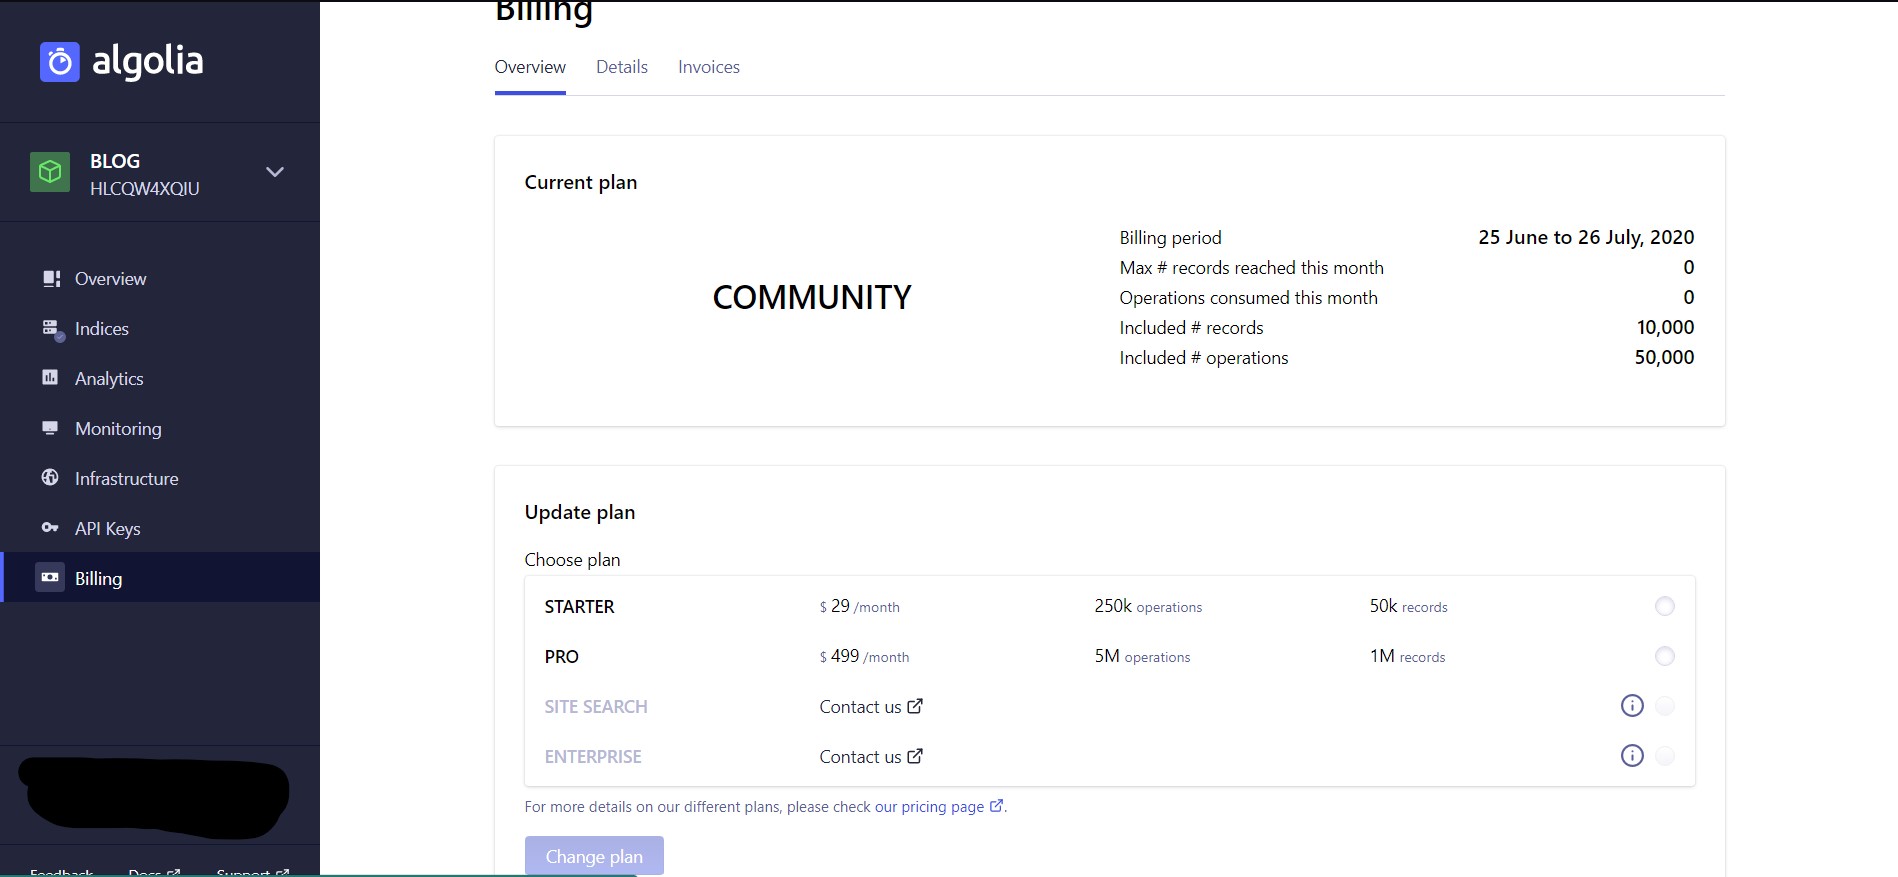 algolia
BLOG
HLCQW4XQIU
Overview
Indices
Analytics
Monitoring
Infrastructure
API Keys
Billing
Feedback Docs Support
Billing
Overview Details Invoices
Current plan
COMMUNITY
Billing period 25 June to 26 July, 2020
Max # records reached this month 0
Operations consumed this month 0
Included # records 10,000
Included # operations 50,000
Update plan
Choose plan
STARTER $ 29 /month 250k operations 50k records
PRO $ 499 /month 5M operations 1M records
SITE SEARCH Contact us
ENTERPRISE Contact us
For more details on our different plans, please check our pricing page.
Change plan